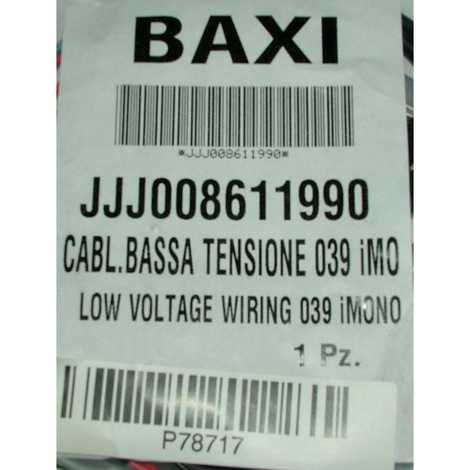 BAXI
*JJJ008611990*
JJJ008611990
CABL.BASSA TENSIONE 039 iMO
LOW VOLTAGE WIRING 039 iMONO
1 Pz.
P78717